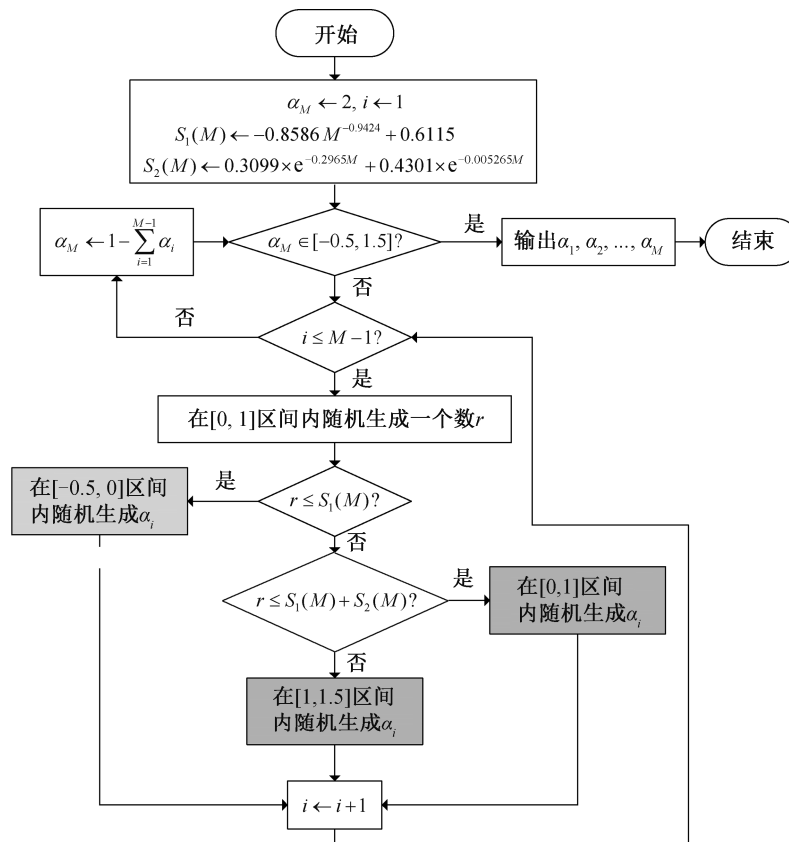 开始
α_M ← 2, i ← 1
S_1(M) ← −0.8586 M^{−0.9424} + 0.6115
S_2(M) ← 0.3099×e^{−0.2965M} + 0.4301×e^{−0.005265M}
α_M ← 1 − ∑_{i=1}^{M−1} α_i
α_M ∈ [−0.5, 1.5]?
是
输出α_1, α_2, ..., α_M
结束
否
否
i ≤ M−1?
是
在[0, 1]区间内随机生成一个数r
在[−0.5, 0]区间
内随机生成α_i
是
r ≤ S_1(M)?
否
r ≤ S_1(M) + S_2(M)?
是
在[0,1]区间
内随机生成α_i
否
在[1,1.5]区间
内随机生成α_i
i ← i+1